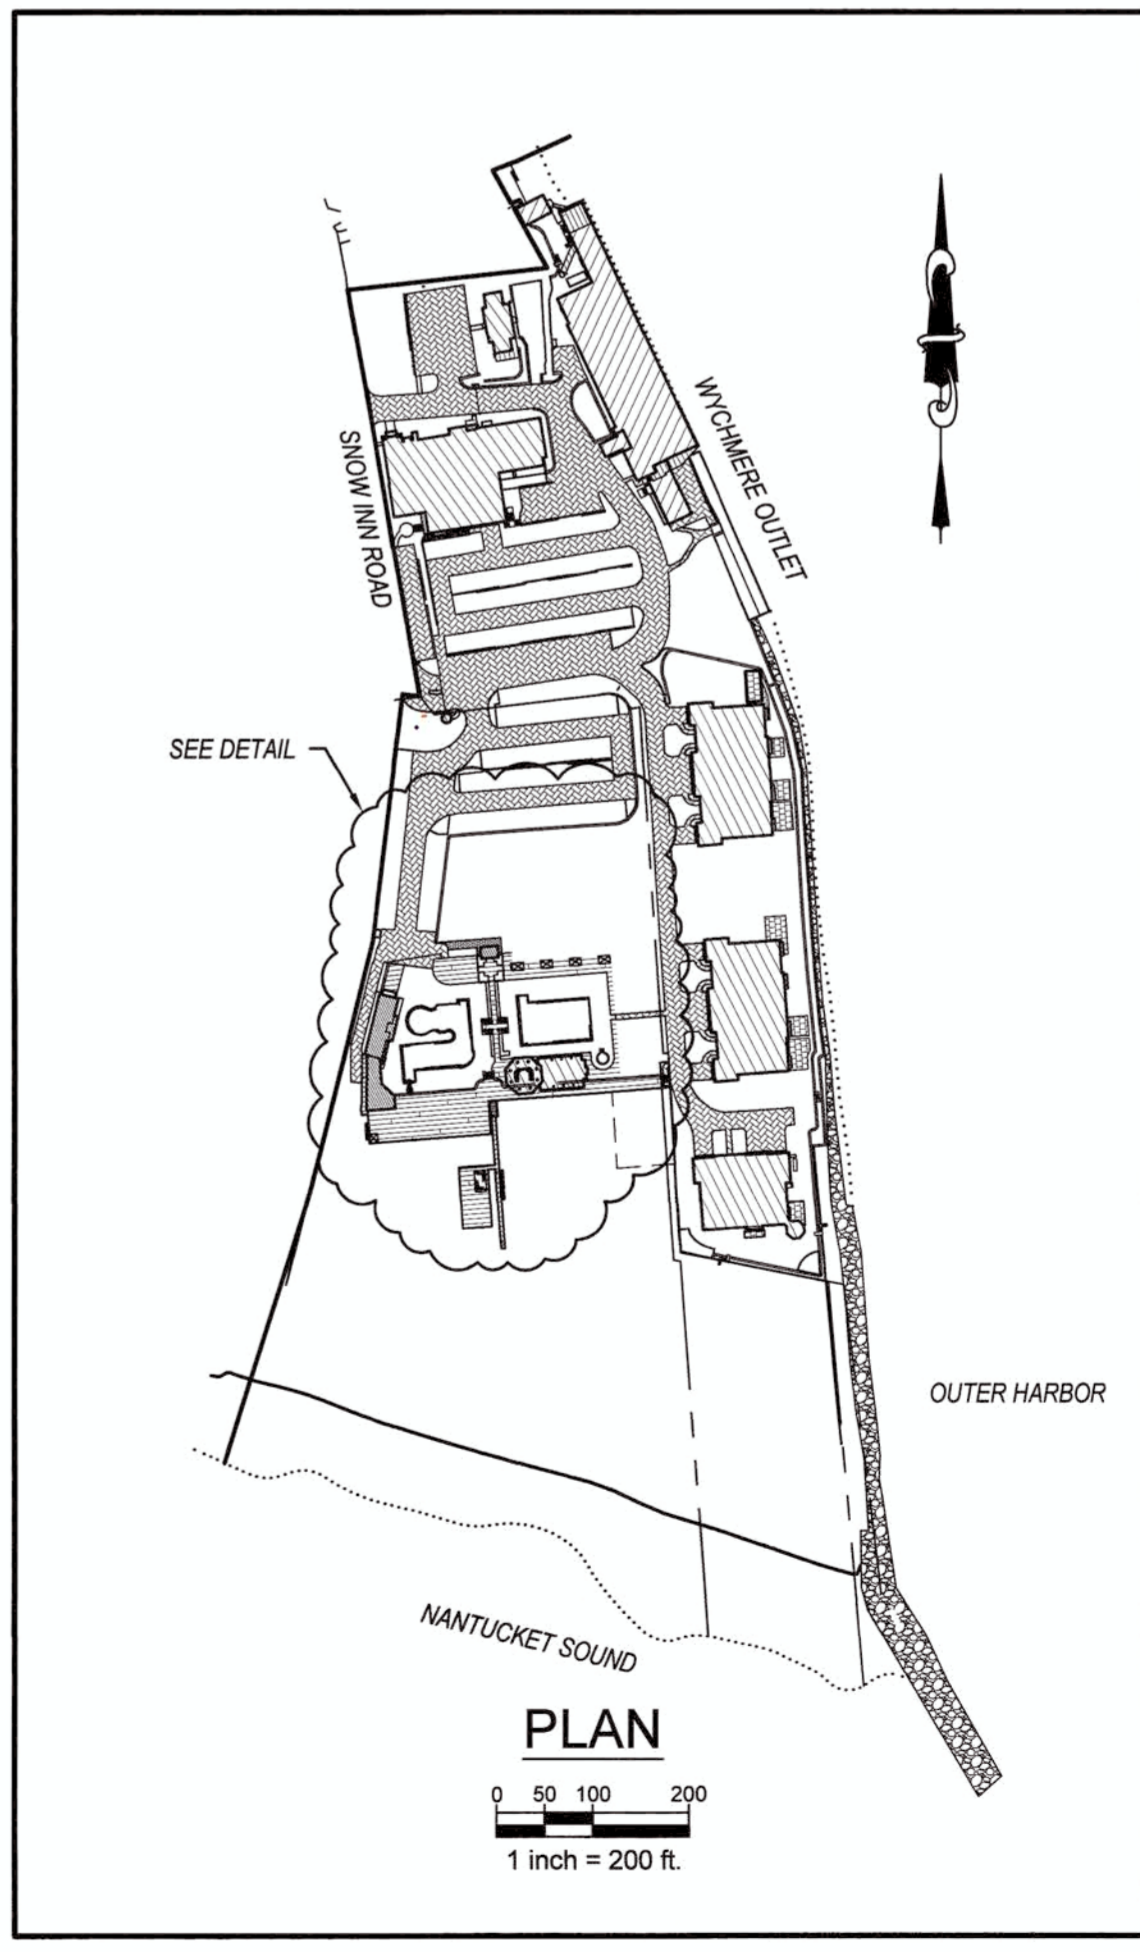 WYCHMERE OUTLET
SNOW INN ROAD
SEE DETAIL
OUTER HARBOR
NANTUCKET SOUND
PLAN
0 50 100 200
1 inch = 200 ft.